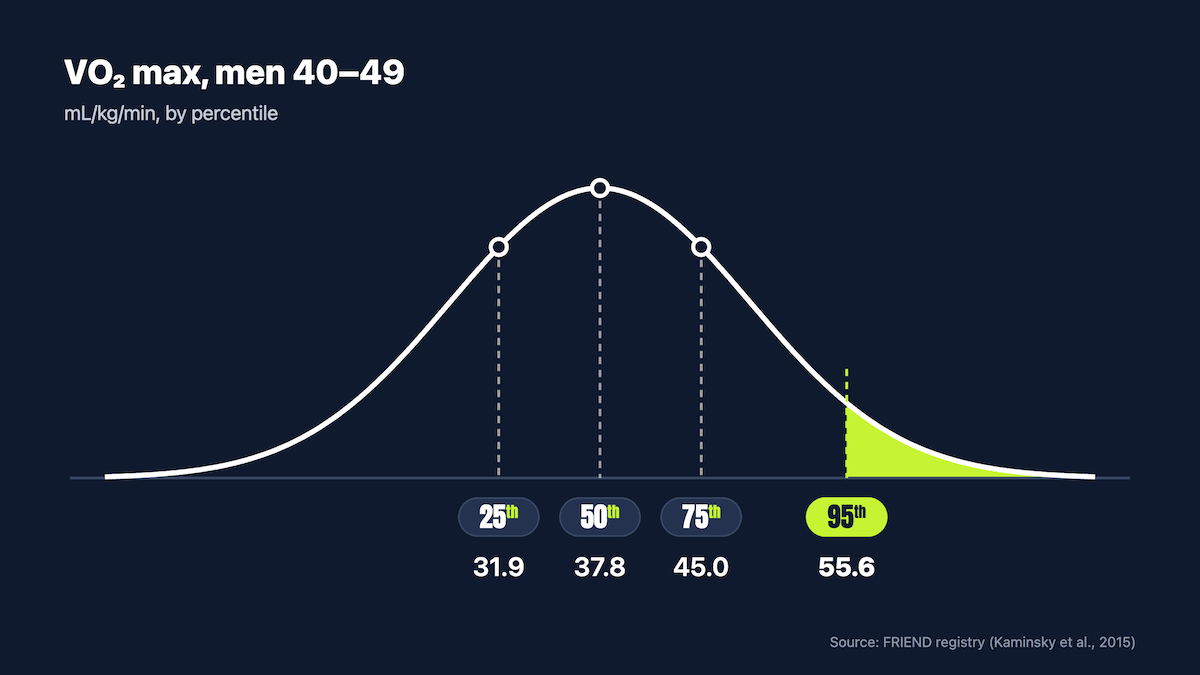 VO₂ max, men 40–49
mL/kg/min, by percentile
25th 50th 75th 95th
31.9 37.8 45.0 55.6
Source: FRIEND registry (Kaminsky et al., 2015)